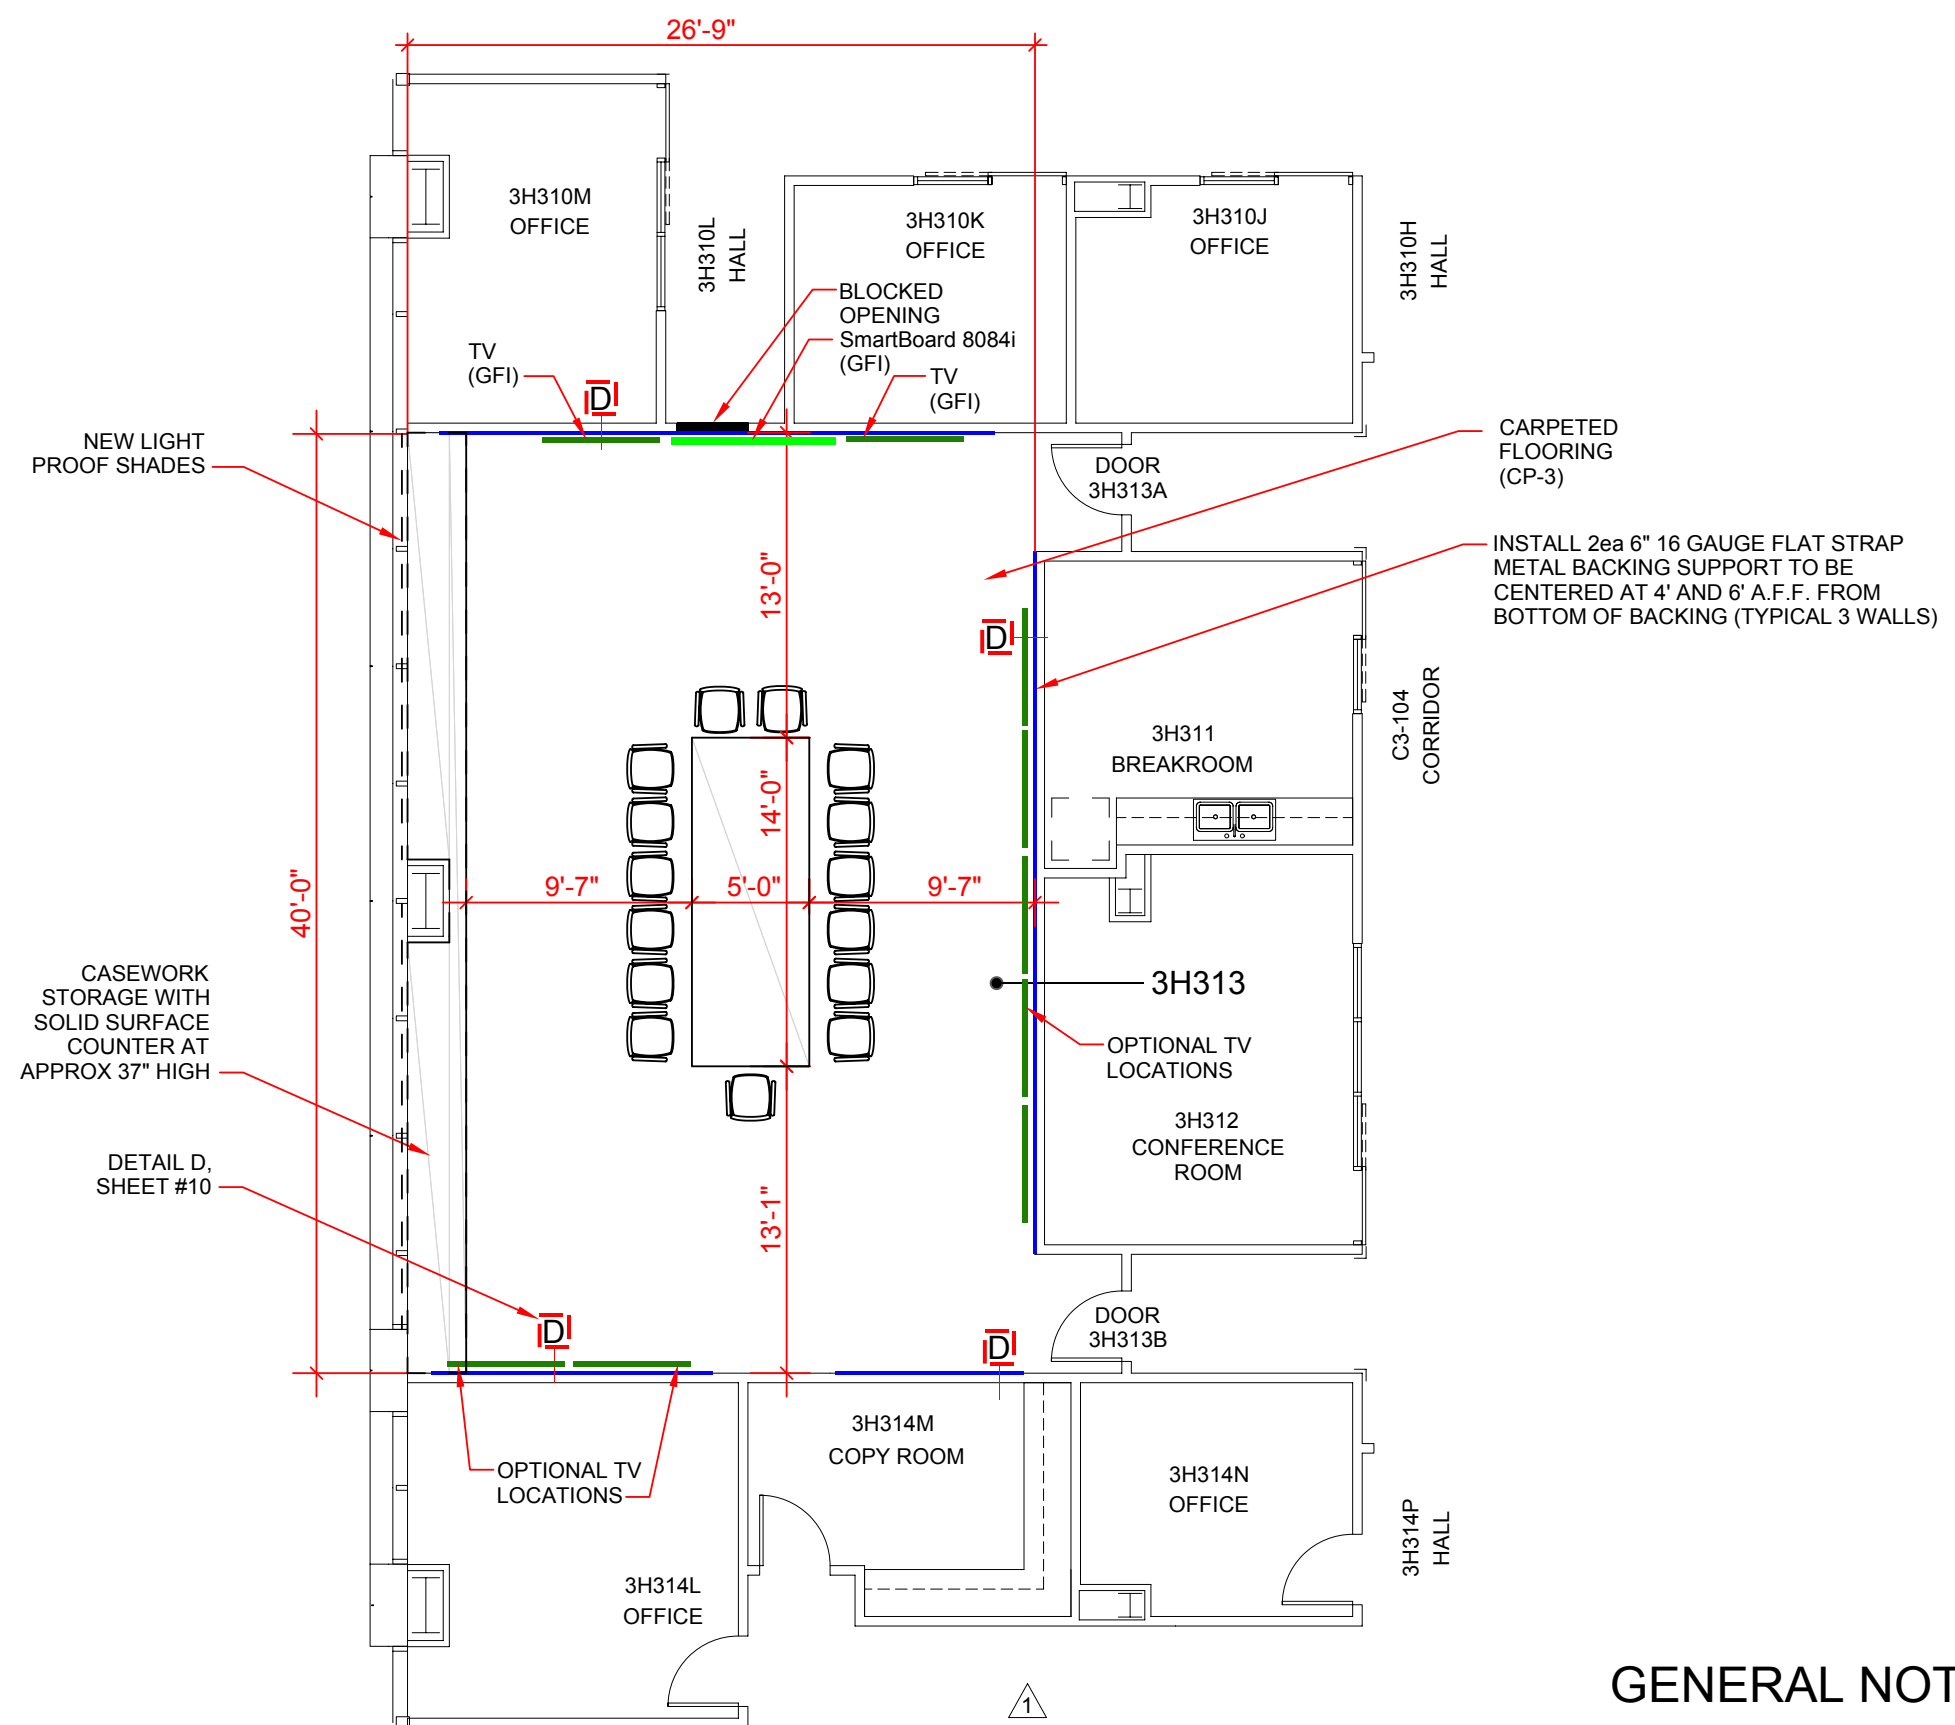 26'-9"
3H310M
OFFICE
3H310L
HALL
3H310K
OFFICE
3H310J
OFFICE
3H310H
HALL
BLOCKED
OPENING
SmartBoard 8084i
(GFI)
TV
(GFI)
TV
(GFI)
D
NEW LIGHT
PROOF SHADES
DOOR
3H313A
CARPETED
FLOORING
(CP-3)
INSTALL 2ea 6" 16 GAUGE FLAT STRAP
METAL BACKING SUPPORT TO BE
CENTERED AT 4' AND 6' A.F.F. FROM
BOTTOM OF BACKING (TYPICAL 3 WALLS)
13'-0"
D
3H311
BREAKROOM
C3-104
CORRIDOR
14'-0"
40'-0"
9'-7"
5'-0"
9'-7"
3H313
CASEWORK
STORAGE WITH
SOLID SURFACE
COUNTER AT
APPROX 37" HIGH
OPTIONAL TV
LOCATIONS
3H312
CONFERENCE
ROOM
DETAIL D,
SHEET #10
13'-1"
D
D
DOOR
3H313B
OPTIONAL TV
LOCATIONS
3H314M
COPY ROOM
3H314N
OFFICE
3H314P
HALL
3H314L
OFFICE
1
GENERAL NOT